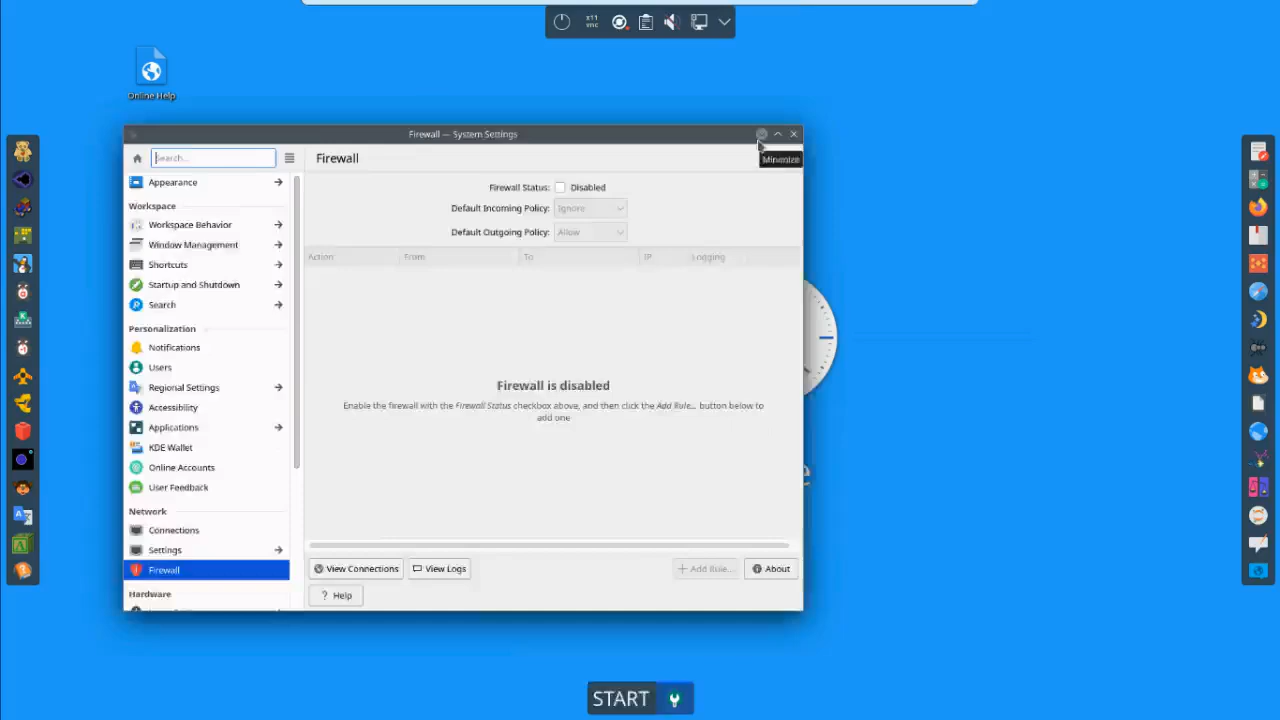 x11
vnc
Online Help
Firewall — System Settings
Search...
Firewall
Minimize
Appearance
Firewall Status: Disabled
Workspace
Default Incoming Policy: Ignore
Workspace Behavior
Default Outgoing Policy: Allow
Window Management
Action From To IP Logging
Shortcuts
Startup and Shutdown
Search
Personalization
Notifications
Users
Regional Settings
Firewall is disabled
Accessibility
Enable the firewall with the Firewall Status checkbox above, and then click the Add Rule... button below to
add one
Applications
KDE Wallet
Online Accounts
User Feedback
Network
Connections
Settings
Firewall
View Connections View Logs + Add Rule... About
Hardware
? Help
START